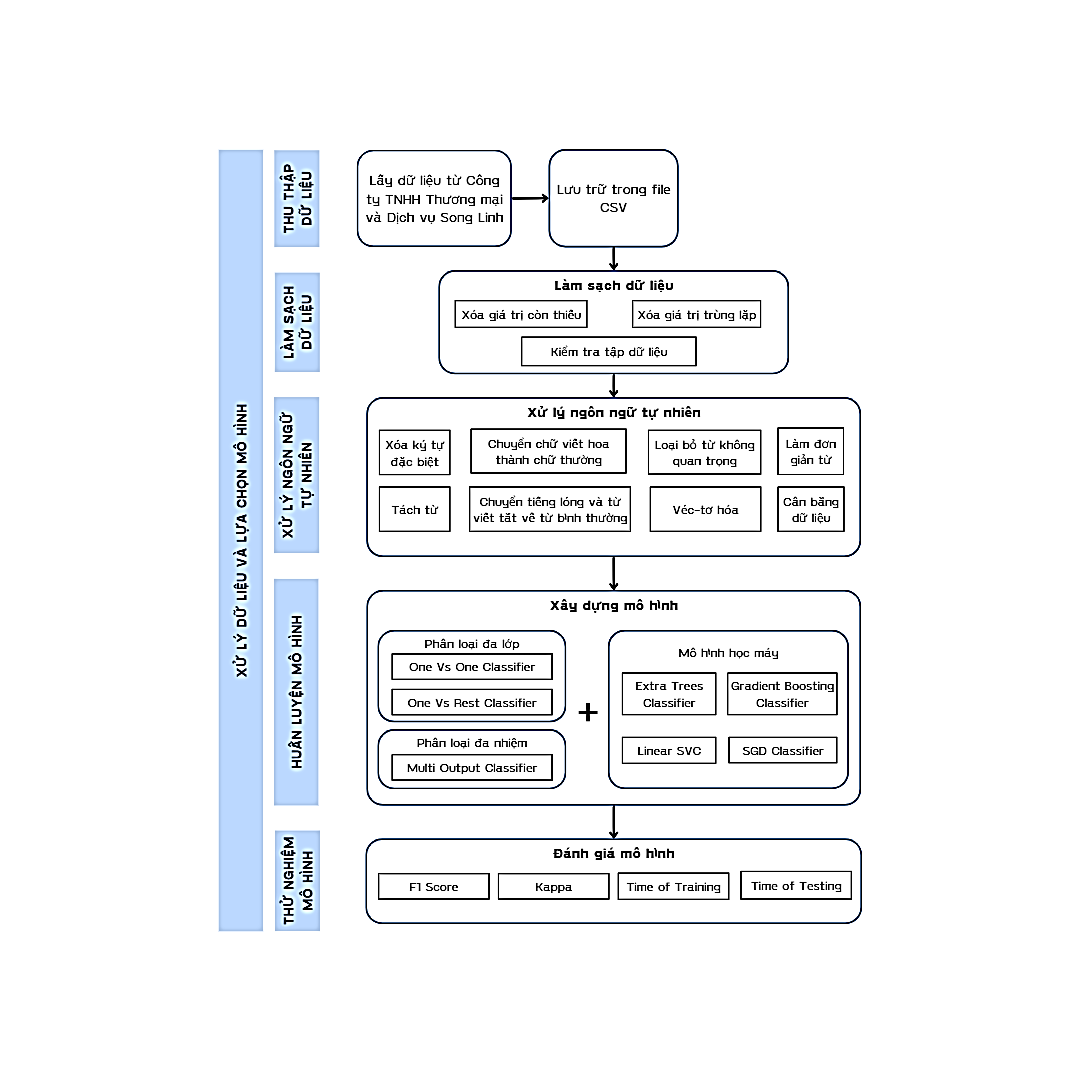 XỬ LÝ DỮ LIỆU VÀ LỰA CHỌN MÔ HÌNH
THU THẬP
DỮ LIỆU
Lấy dữ liệu từ Công
ty TNHH Thương mại
và Dịch vụ Song Linh
Lưu trữ trong file
CSV
LÀM SẠCH
DỮ LIỆU
Làm sạch dữ liệu
Xóa giá trị còn thiếu
Xóa giá trị trùng lặp
Kiểm tra tập dữ liệu
XỬ LÝ NGÔN NGỮ
TỰ NHIÊN
Xử lý ngôn ngữ tự nhiên
Xóa ký tự
đặc biệt
Chuyển chữ viết hoa
thành chữ thường
Loại bỏ từ không
quan trọng
Làm đơn
giản từ
Tách từ
Chuyển tiếng lóng và từ
viết tắt về từ bình thường
Véc-tơ hóa
Cân bằng
dữ liệu
HUẤN LUYỆN MÔ HÌNH
Xây dựng mô hình
Phân loại đa lớp
One Vs One Classifier
One Vs Rest Classifier
Phân loại đa nhiệm
Multi Output Classifier
+
Mô hình học máy
Extra Trees
Classifier
Gradient Boosting
Classifier
Linear SVC
SGD Classifier
THỬ NGHIỆM
MÔ HÌNH
Đánh giá mô hình
F1 Score
Kappa
Time of Training
Time of Testing